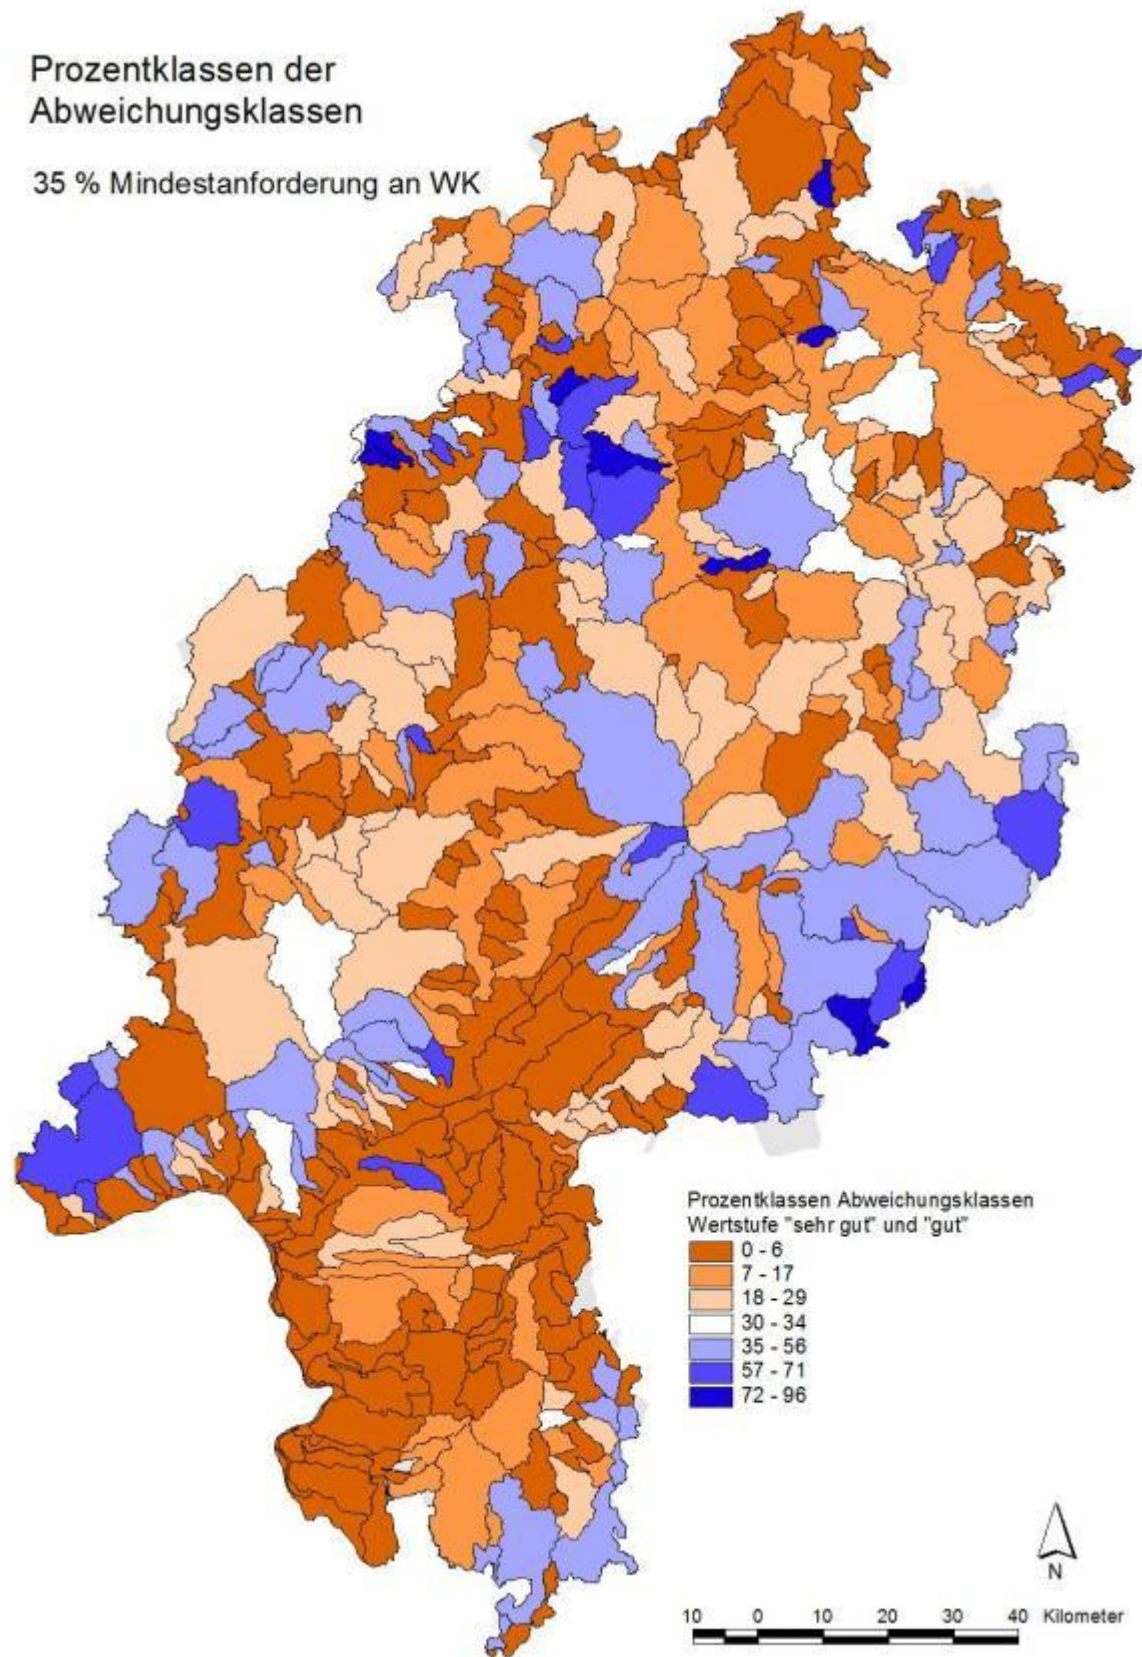 Prozentklassen der
Abweichungsklassen
35 % Mindestanforderung an WK
Prozentklassen Abweichungsklassen
Wertstufe "sehr gut" und "gut"
0 - 6
7 - 17
18 - 29
30 - 34
35 - 56
57 - 71
72 - 96
N
10 0 10 20 30 40 Kilometer